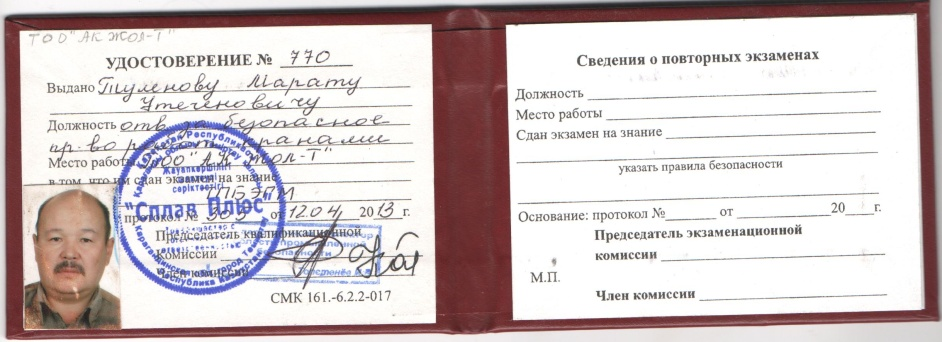 ТОО "АК ЖОЛ-Т"
УДОСТОВЕРЕНИЕ № 770
Выдано Туленову Марату
Утегеновичу
Должность отв. за безопасное
пр-во работ кранами
Место работы ТОО "АК жол-Т"
в том, что им сдан экзамен на знание
протокол № от 12.04 2013 г.
Председатель квалификационной
Комиссии
Член комиссии
СМК 161.-6.2.2-017
Жауапкершілігі
серіктестігі
"Сплав Плюс"
Сведения о повторных экзаменах
Должность
Место работы
Сдан экзамен на знание
указать правила безопасности
Основание: протокол № от 20 г.
Председатель экзаменационной
комиссии
М.П.
Член комиссии